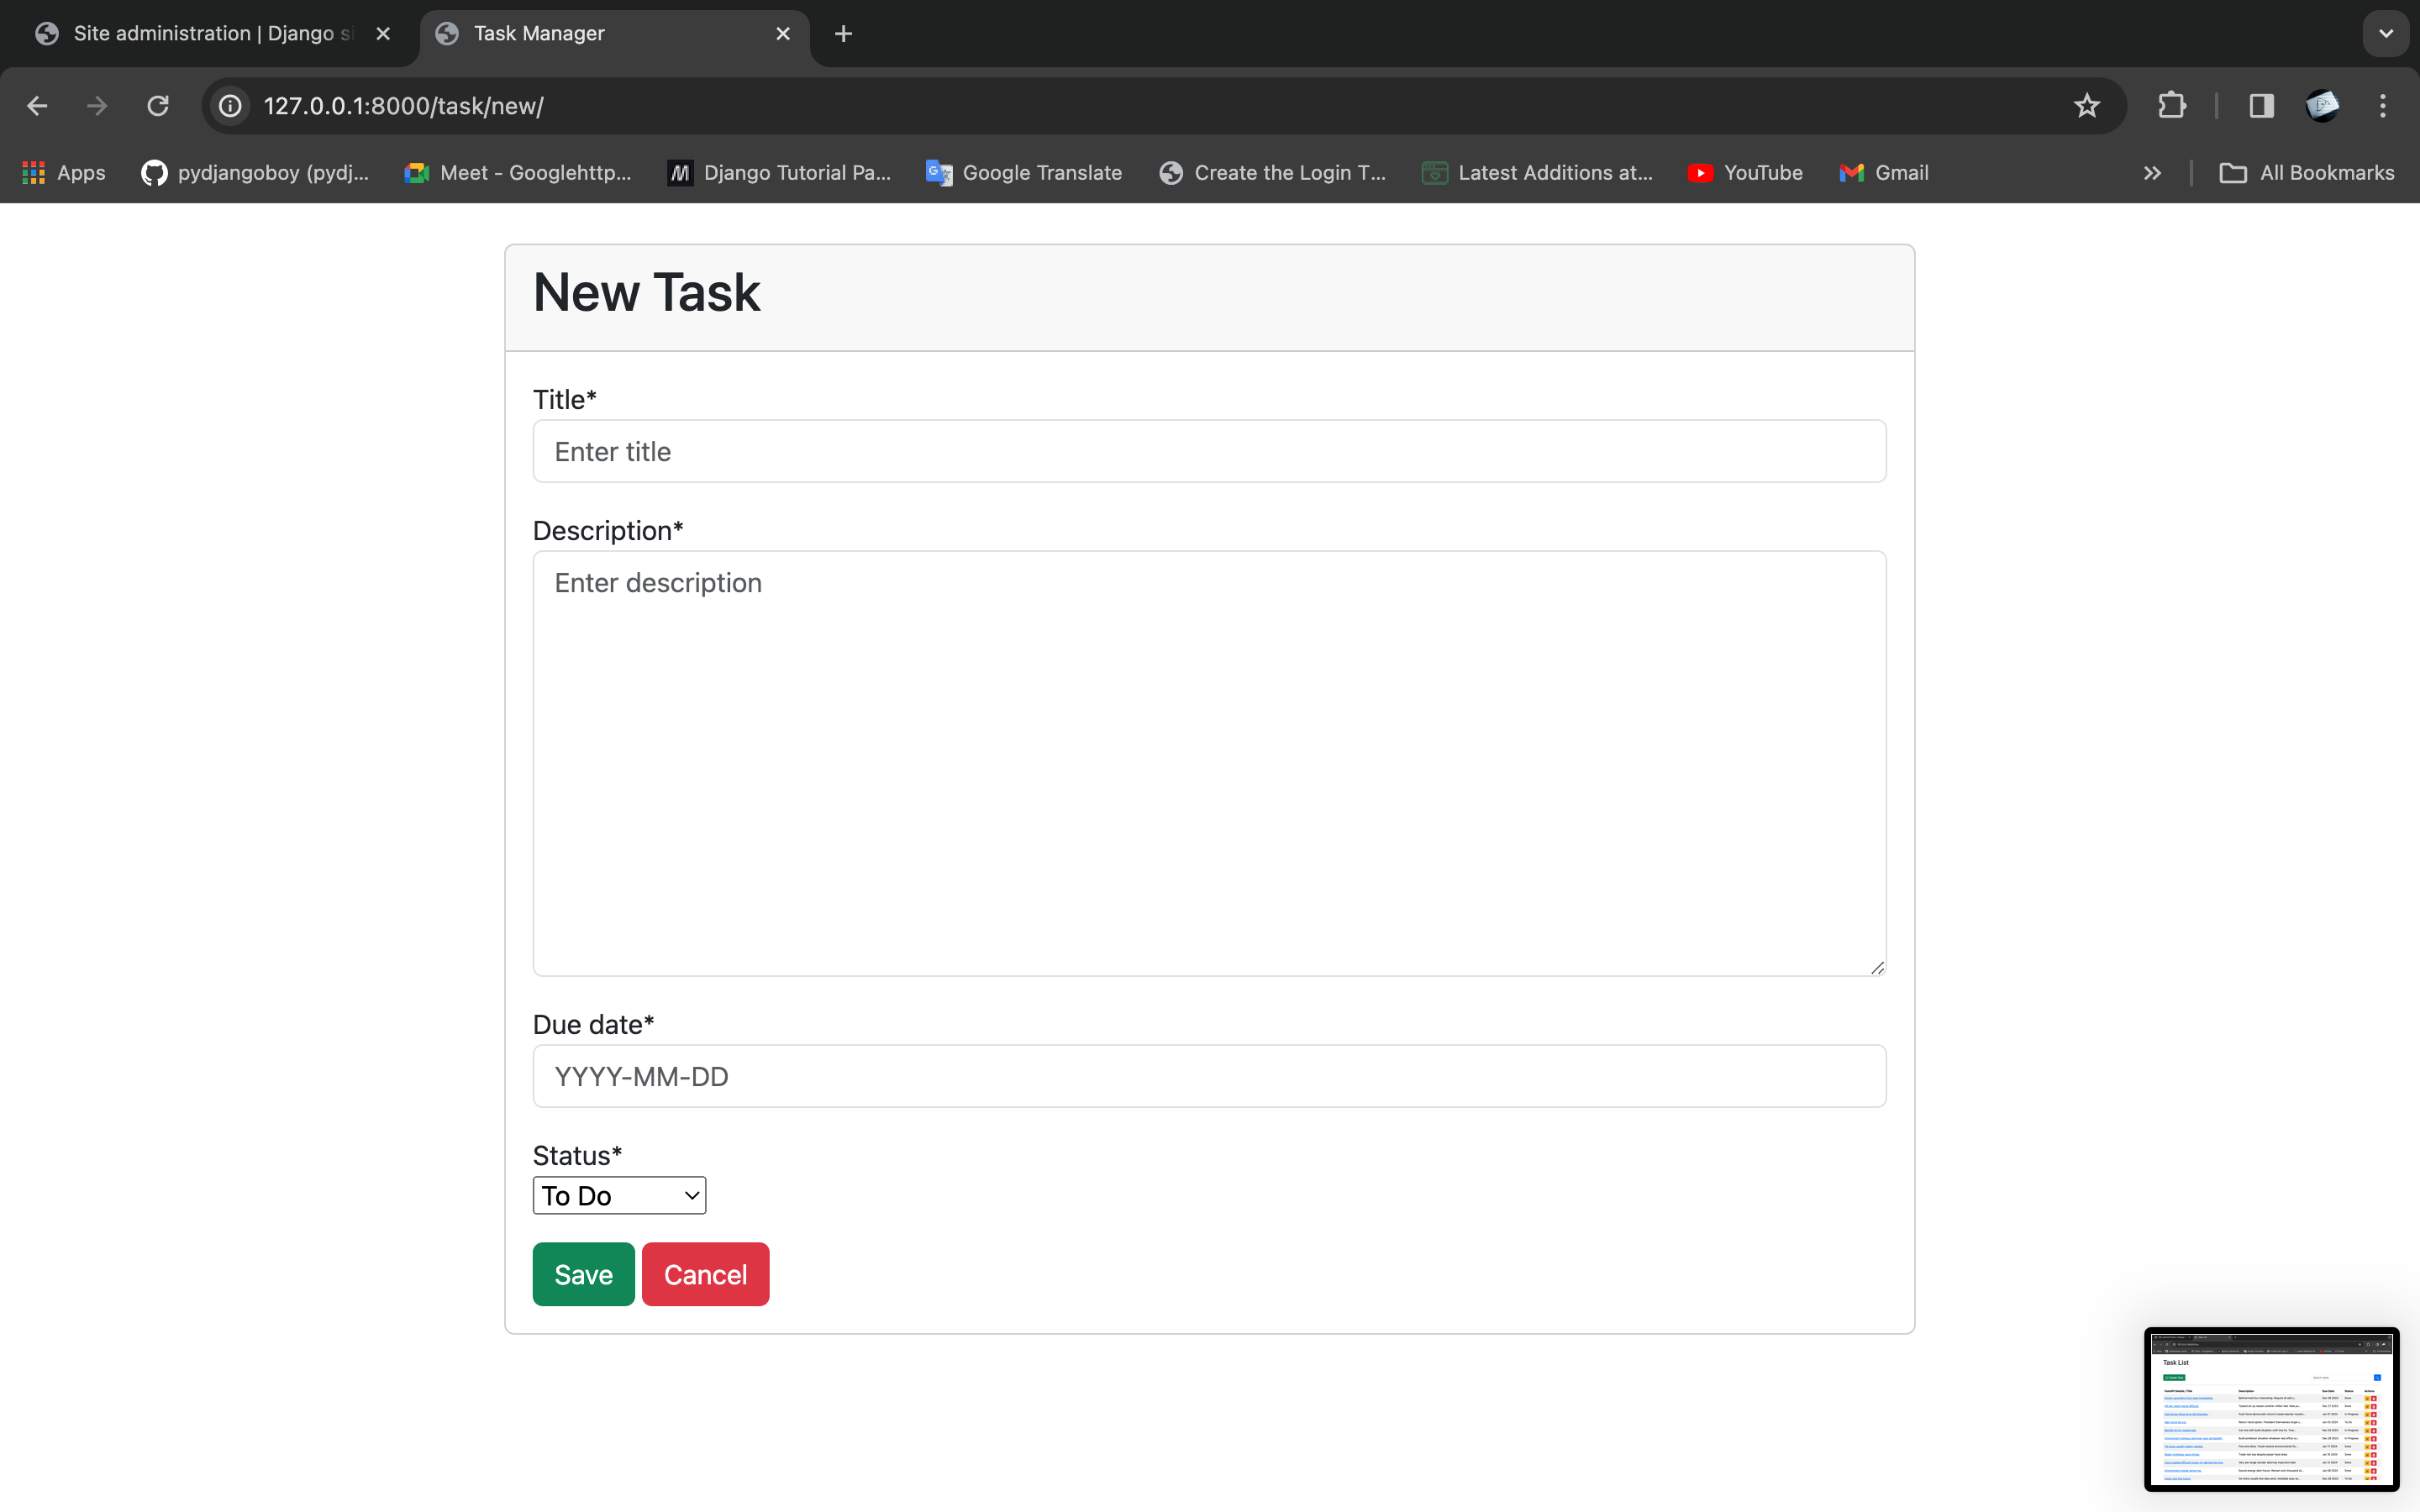 Site administration | Django si
Task Manager
127.0.0.1:8000/task/new/
Apps
pydjangoboy (pydj...
Meet - Googlehttp...
Django Tutorial Pa...
Google Translate
Create the Login T...
Latest Additions at...
YouTube
Gmail
All Bookmarks
New Task
Title*
Enter title
Description*
Enter description
Due date*
YYYY-MM-DD
Status*
To Do
Save Cancel
Task List